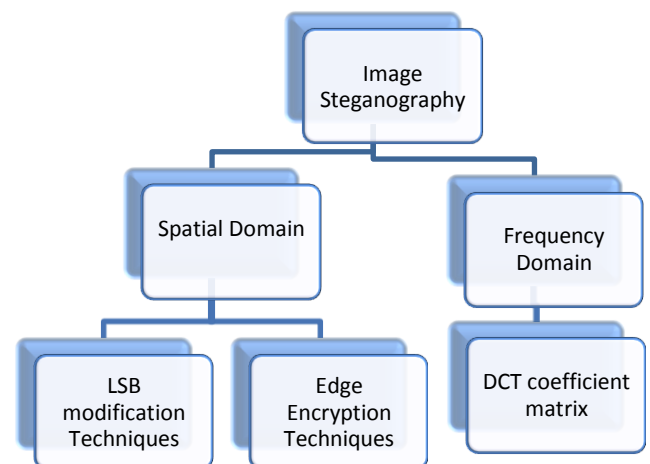 Image
Steganography
Spatial Domain
Frequency
Domain
LSB
modification
Techniques
Edge
Encryption
Techniques
DCT coefficient
matrix